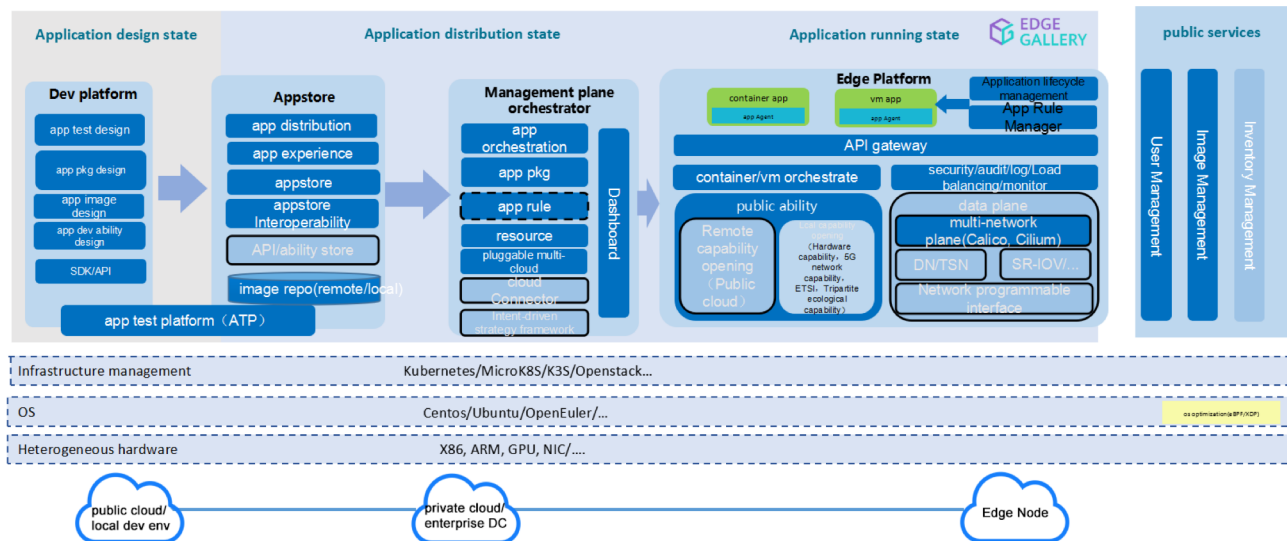 Application design state
Application distribution state
Application running state
EDGE
GALLERY
public services
Dev platform
app test design
app pkg design
app image
design
app dev ability
design
SDK/API
app test platform（ATP）
Appstore
app distribution
app experience
appstore
appstore
Interoperability
API/ability store
image repo(remote/local)
Management plane
orchestrator
app
orchestration
app pkg
app rule
resource
pluggable multi-
cloud
cloud
Connector
Intent-driven
strategy framework
Dashboard
Edge Platform
container app
app Agent
vm app
app Agent
Application lifecycle
management
App Rule
Manager
API gateway
container/vm orchestrate
security/audit/log/Load
balancing/monitor
public ability
Remote
capability
opening
（Public
cloud）
（Hardware
capability，5G
network
capability，
ETSI，Tripartite
ecological
capability）
data plane
multi-network
plane(Calico, Cilium)
DN/TSN
SR-IOV/...
Network programmable
interface
User Management
Image Management
Inventory Management
Infrastructure management
Kubernetes/MicroK8S/K3S/Openstack…
OS
Centos/Ubuntu/OpenEuler/…
os optimisation(eBPF/XDP)
Heterogeneous hardware
X86, ARM, GPU, NIC/….
public cloud/
local dev env
private cloud/
enterprise DC
Edge Node